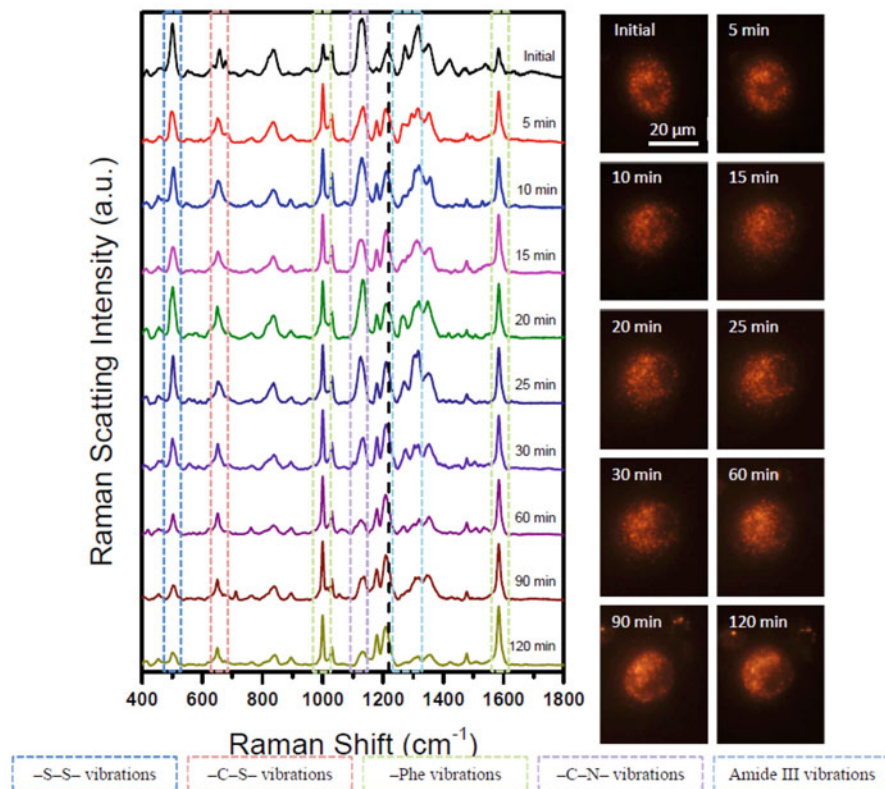 Initial
5 min
10 min
15 min
20 min
25 min
30 min
60 min
90 min
120 min
Raman Scatting Intensity (a.u.)
400 600 800 1000 1200 1400 1600 1800
Raman Shift (cm⁻¹)
Initial 5 min
20 µm
10 min 15 min
20 min 25 min
30 min 60 min
90 min 120 min
–S–S– vibrations –C–S– vibrations –Phe vibrations –C–N– vibrations Amide III vibrations